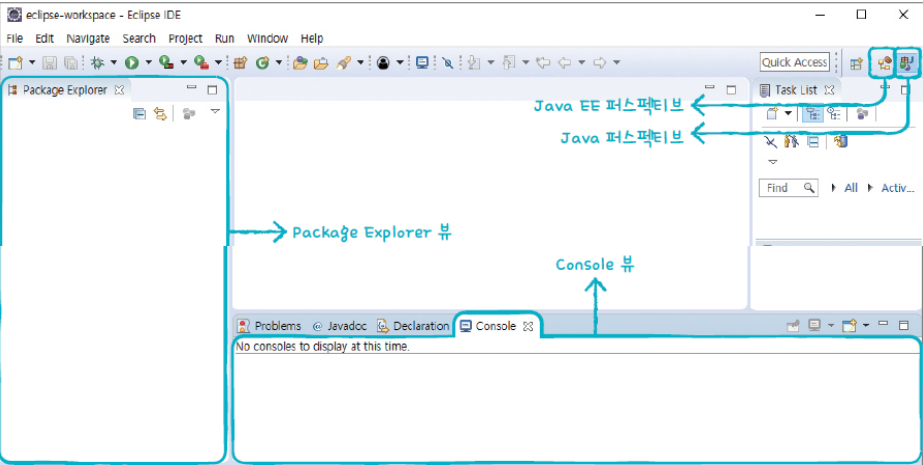 eclipse-workspace - Eclipse IDE
File Edit Navigate Search Project Run Window Help
Quick Access
Package Explorer
Task List
Java EE 퍼스펙티브
Java 퍼스펙티브
Find All Activ...
Package Explorer 뷰
Console 뷰
Problems Javadoc Declaration Console
No consoles to display at this time.